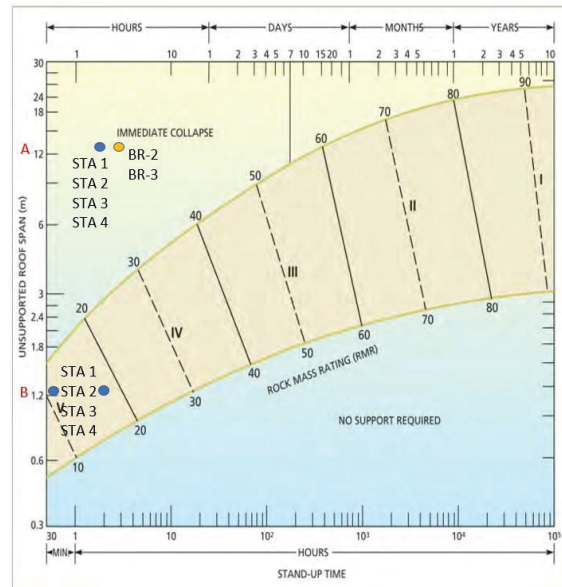 HOURS DAYS MONTHS YEARS
1 10 1 2 3 4 5 7 10 15 20 1 2 3 4 5 1 2 3 4 5 10
30
24
18
A 12
6
3
2.4
1.8
B 1.2
0.6
0.3
UNSUPPORTED ROOF SPAN (m)
IMMEDIATE COLLAPSE
STA 1
STA 2
STA 3
STA 4
BR-2
BR-3
20 30 40 50 60 70 80 90
V IV III II I
STA 1
STA 2
STA 3
STA 4
10 20 30 40 50 60 70 80
ROCK MASS RATING (RMR)
NO SUPPORT REQUIRED
30 1 10 10² 10³ 10⁴ 10⁵
MIN HOURS
STAND-UP TIME